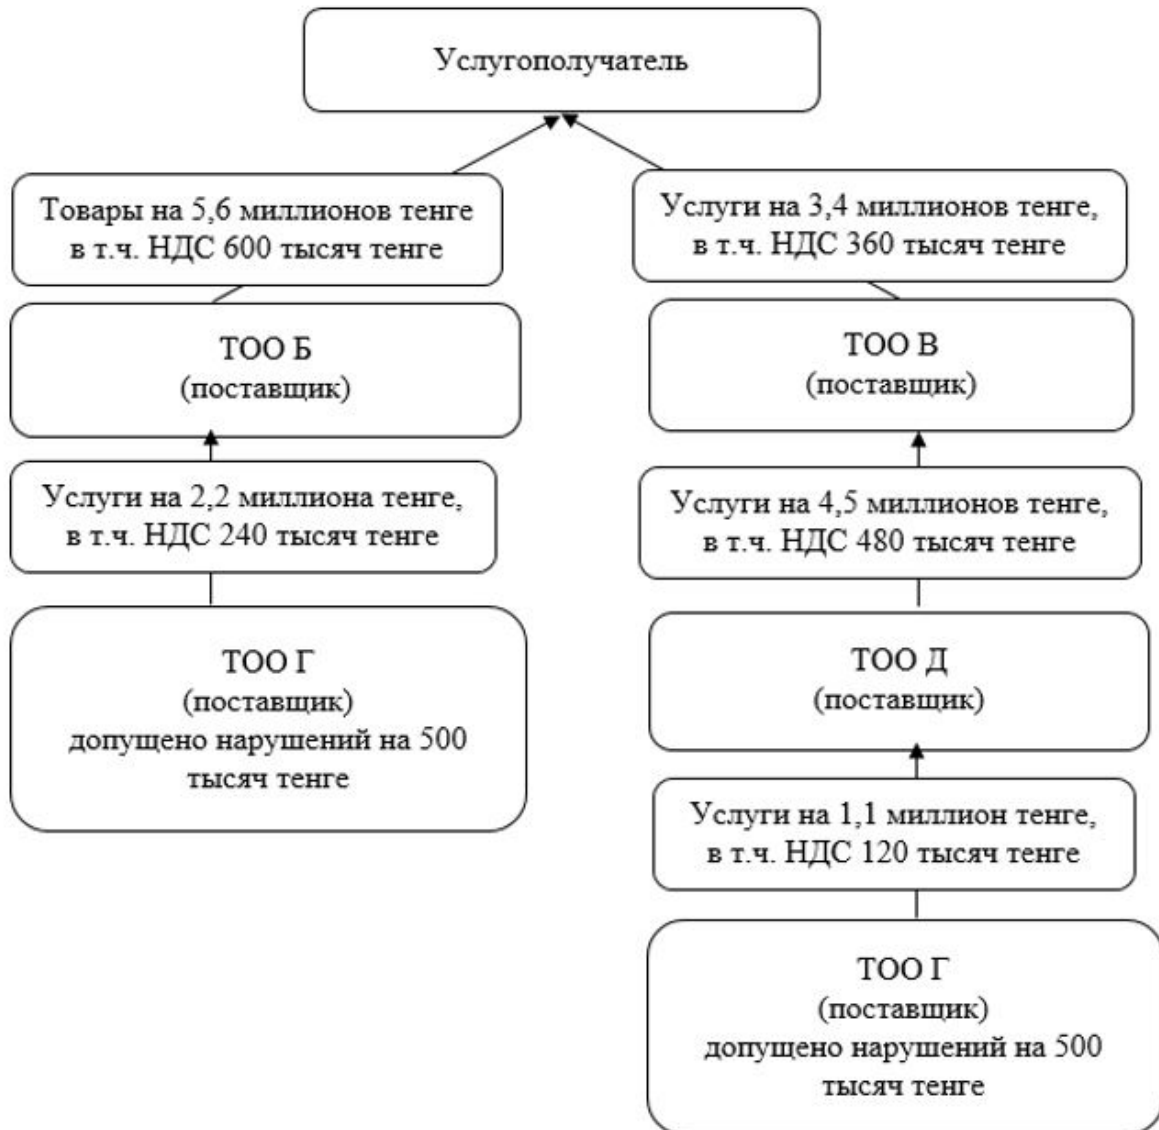 Услугополучатель
Товары на 5,6 миллионов тенге
в т.ч. НДС 600 тысяч тенге
Услуги на 3,4 миллионов тенге,
в т.ч. НДС 360 тысяч тенге
ТОО Б
(поставщик)
ТОО В
(поставщик)
Услуги на 2,2 миллиона тенге,
в т.ч. НДС 240 тысяч тенге
Услуги на 4,5 миллионов тенге,
в т.ч. НДС 480 тысяч тенге
ТОО Г
(поставщик)
допущено нарушений на 500
тысяч тенге
ТОО Д
(поставщик)
Услуги на 1,1 миллион тенге,
в т.ч. НДС 120 тысяч тенге
ТОО Г
(поставщик)
допущено нарушений на 500
тысяч тенге